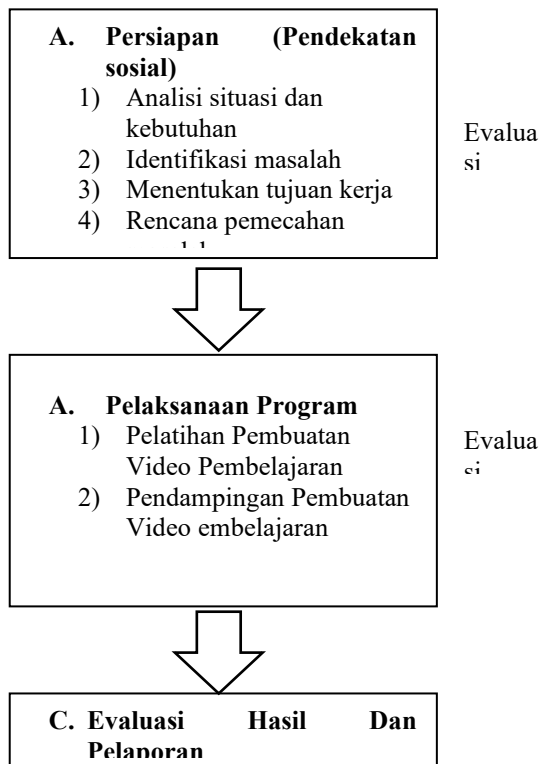 A. Persiapan (Pendekatan
sosial)
1) Analisi situasi dan
kebutuhan
2) Identifikasi masalah
3) Menentukan tujuan kerja
4) Rencana pemecahan
Evalua
si
A. Pelaksanaan Program
1) Pelatihan Pembuatan
Video Pembelajaran
2) Pendampingan Pembuatan
Video embelajaran
Evalua
si
C. Evaluasi Hasil Dan
Pelaporan